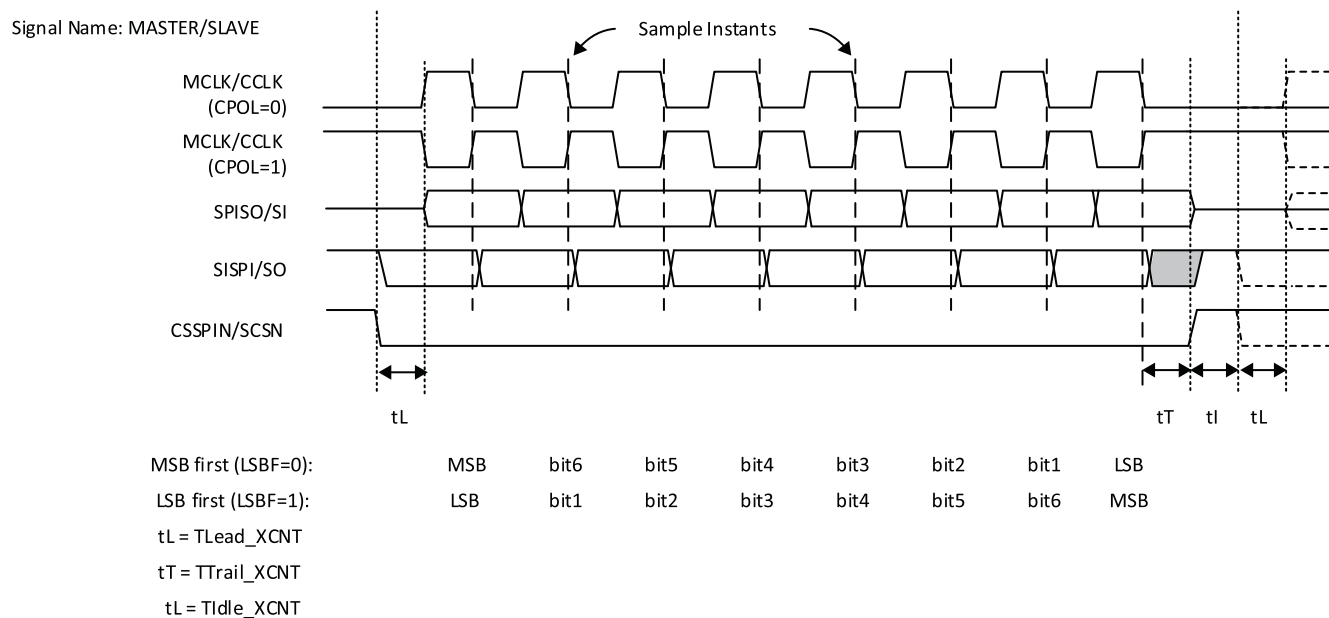 Signal Name: MASTER/SLAVE
Sample Instants
MCLK/CCLK
(CPOL=0)
MCLK/CCLK
(CPOL=1)
SPISO/SI
SISPI/SO
CSSPIN/SCSN
tL tT tI tL
MSB first (LSBF=0): MSB bit6 bit5 bit4 bit3 bit2 bit1 LSB
LSB first (LSBF=1): LSB bit1 bit2 bit3 bit4 bit5 bit6 MSB
tL = TLead_XCNT
tT = TTrail_XCNT
tL = TIdle_XCNT